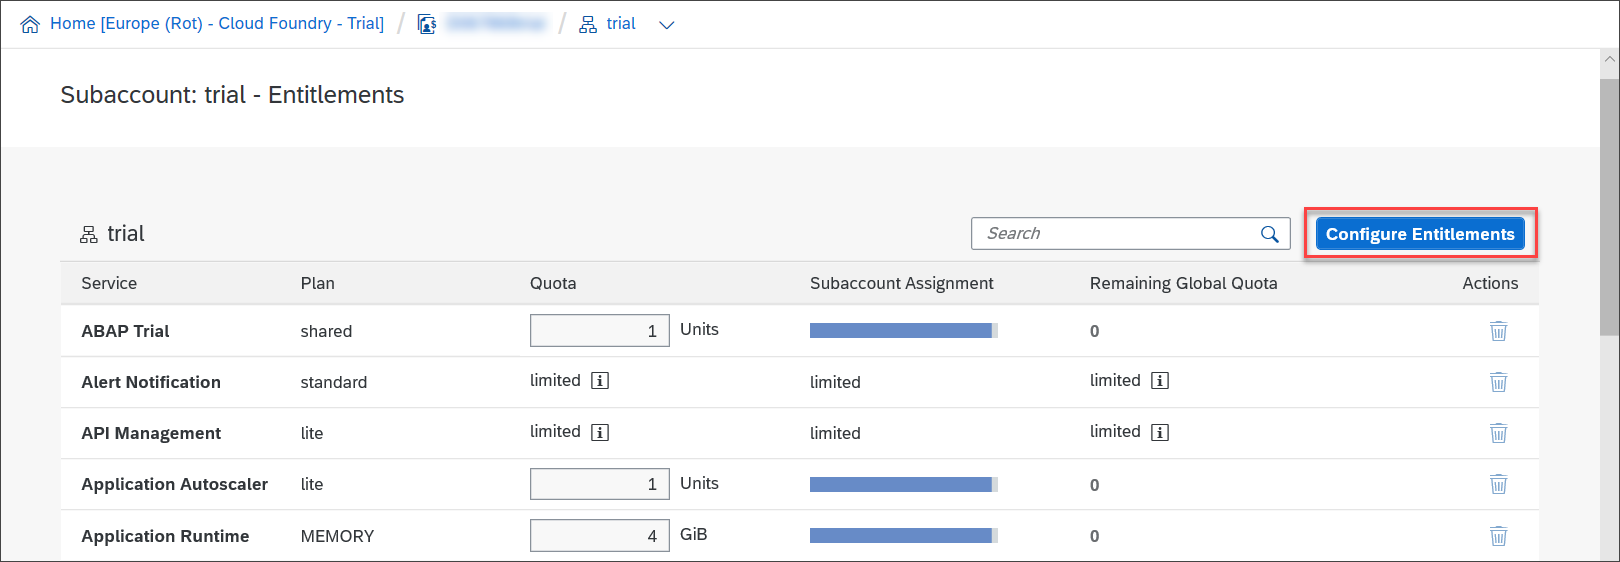 Home [Europe (Rot) - Cloud Foundry - Trial] / / trial
Subaccount: trial - Entitlements
trial Search Configure Entitlements
Service Plan Quota Subaccount Assignment Remaining Global Quota Actions
ABAP Trial shared 1 Units 0
Alert Notification standard limited limited limited
API Management lite limited limited limited
Application Autoscaler lite 1 Units 0
Application Runtime MEMORY 4 GiB 0